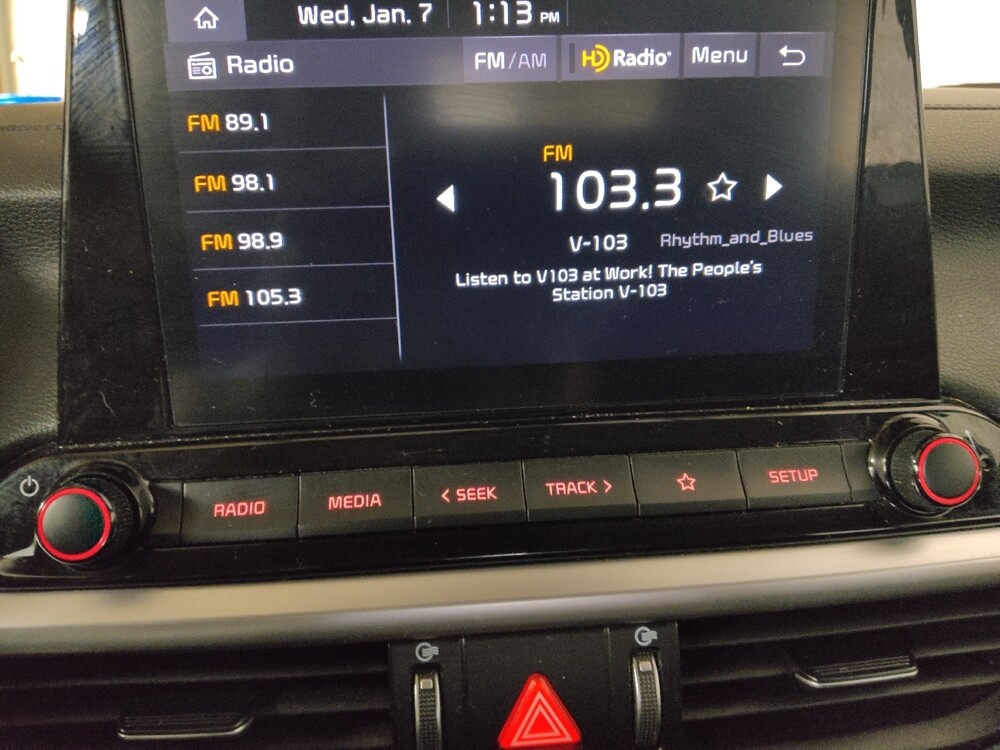 Wed, Jan. 7 1:13 PM
Radio FM/AM HD Radio® Menu
FM 89.1
FM 98.1
FM 98.9
FM 105.3
FM
103.3
V-103 Rhythm_and_Blues
Listen to V103 at Work! The People's
Station V-103
RADIO MEDIA < SEEK TRACK > SETUP